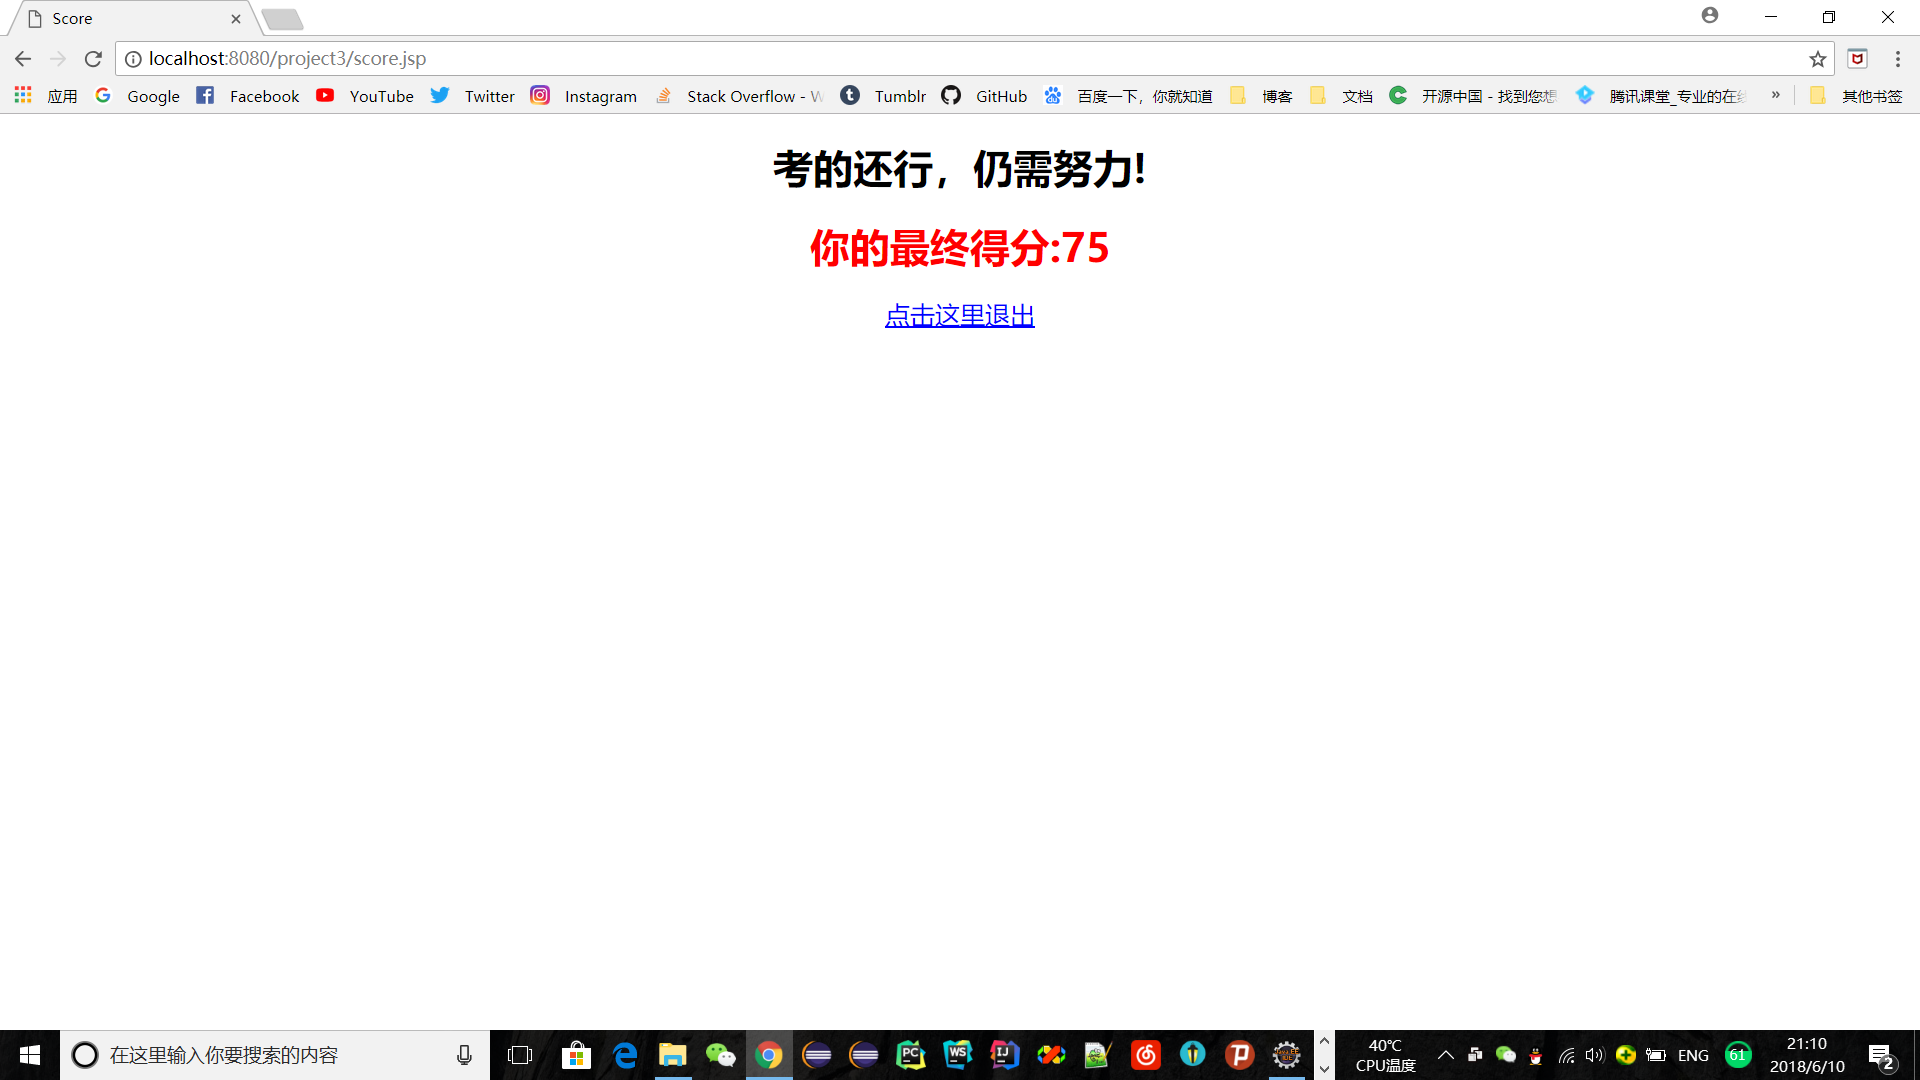 Score
localhost:8080/project3/score.jsp
应用 Google Facebook YouTube Twitter Instagram Stack Overflow - W Tumblr GitHub 百度一下，你就知道 博客 文档 开源中国 - 找到您想 腾讯课堂_专业的在线 » 其他书签
考的还行，仍需努力!
你的最终得分:75
点击这里退出
在这里输入你要搜索的内容
40℃
CPU温度
ENG
61
21:10
2018/6/10
2